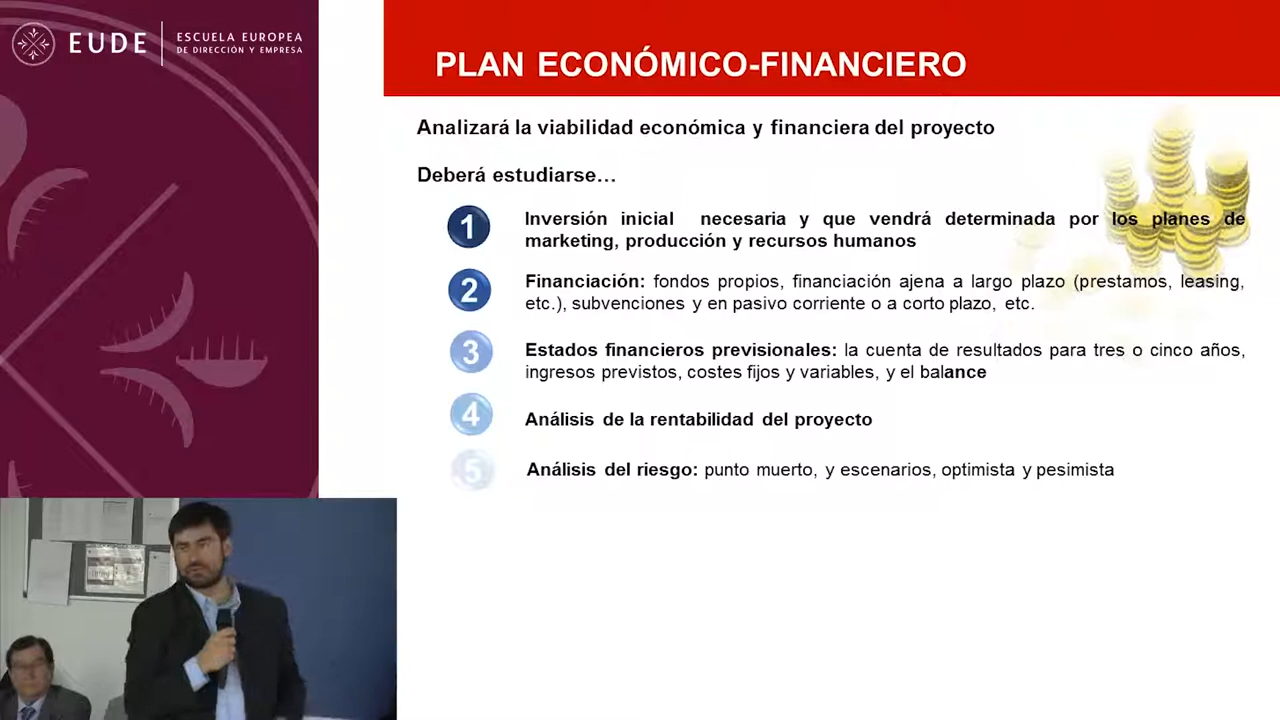 EUDE
ESCUELA EUROPEA
DE DIRECCIÓN Y EMPRESA
PLAN ECONÓMICO-FINANCIERO
Analizará la viabilidad económica y financiera del proyecto
Deberá estudiarse…
1
Inversión inicial necesaria y que vendrá determinada por los planes de
marketing, producción y recursos humanos
2
Financiación: fondos propios, financiación ajena a largo plazo (prestamos, leasing,
etc.), subvenciones y en pasivo corriente o a corto plazo, etc.
3
Estados financieros previsionales: la cuenta de resultados para tres o cinco años,
ingresos previstos, costes fijos y variables, y el balance
4
Análisis de la rentabilidad del proyecto
5
Análisis del riesgo: punto muerto, y escenarios, optimista y pesimista